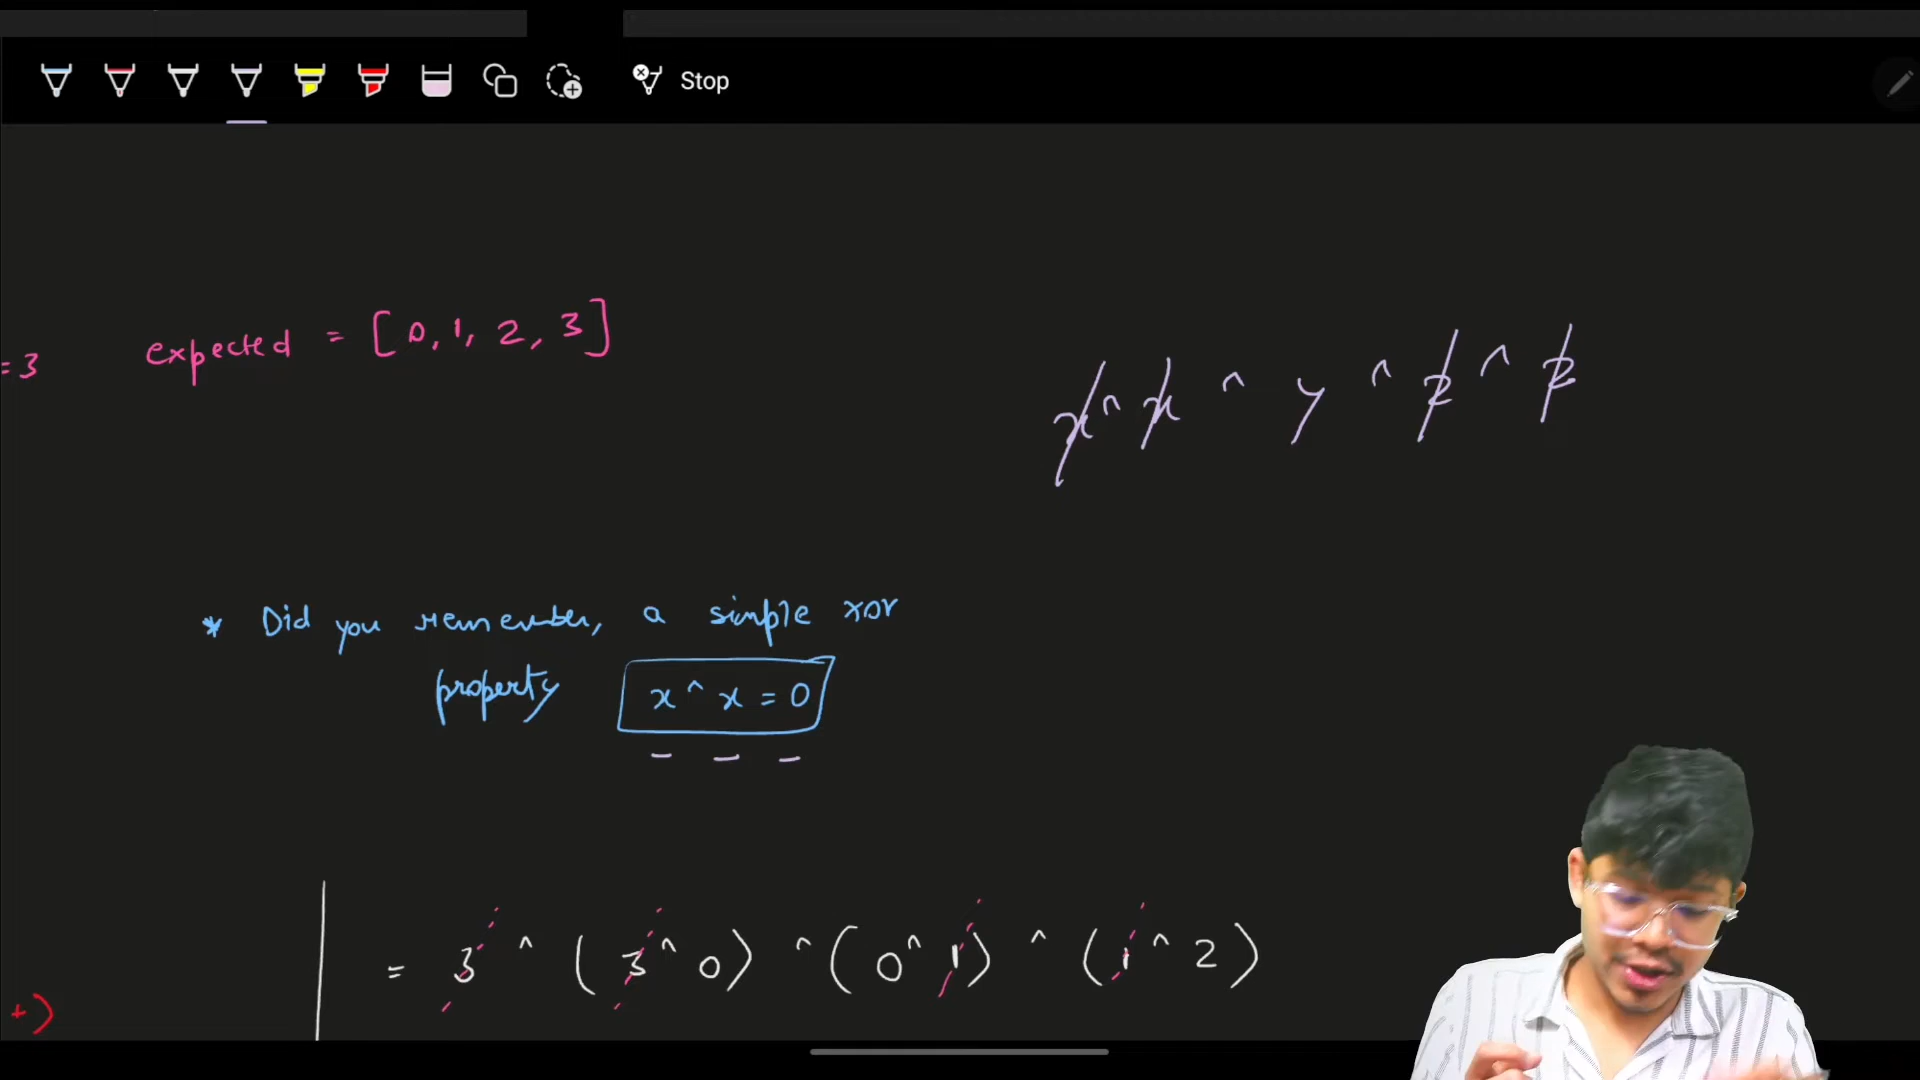 Stop
= 3 expected = [0, 1, 2, 3]
x ^ x ^ y ^ z ^ z
* Did you remember, a simple xor
property x ^ x = 0
= 3 ^ (3 ^ 0) ^ (0 ^ 1) ^ (1 ^ 2)
+)